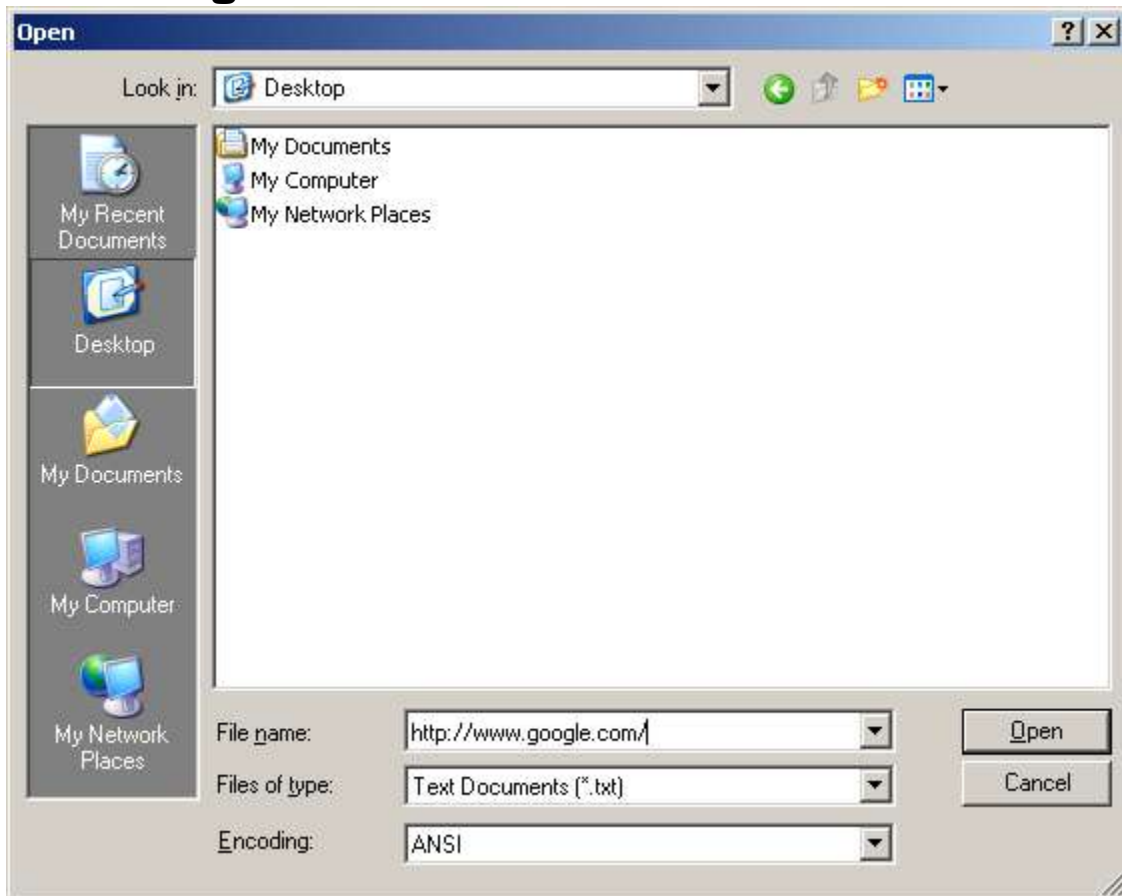 Open
Look in:
Desktop
My Documents
My Computer
My Network Places
My Recent
Documents
Desktop
My Documents
My Computer
My Network
Places
File name:
http://www.google.com/
Open
Files of type:
Text Documents (*.txt)
Cancel
Encoding:
ANSI